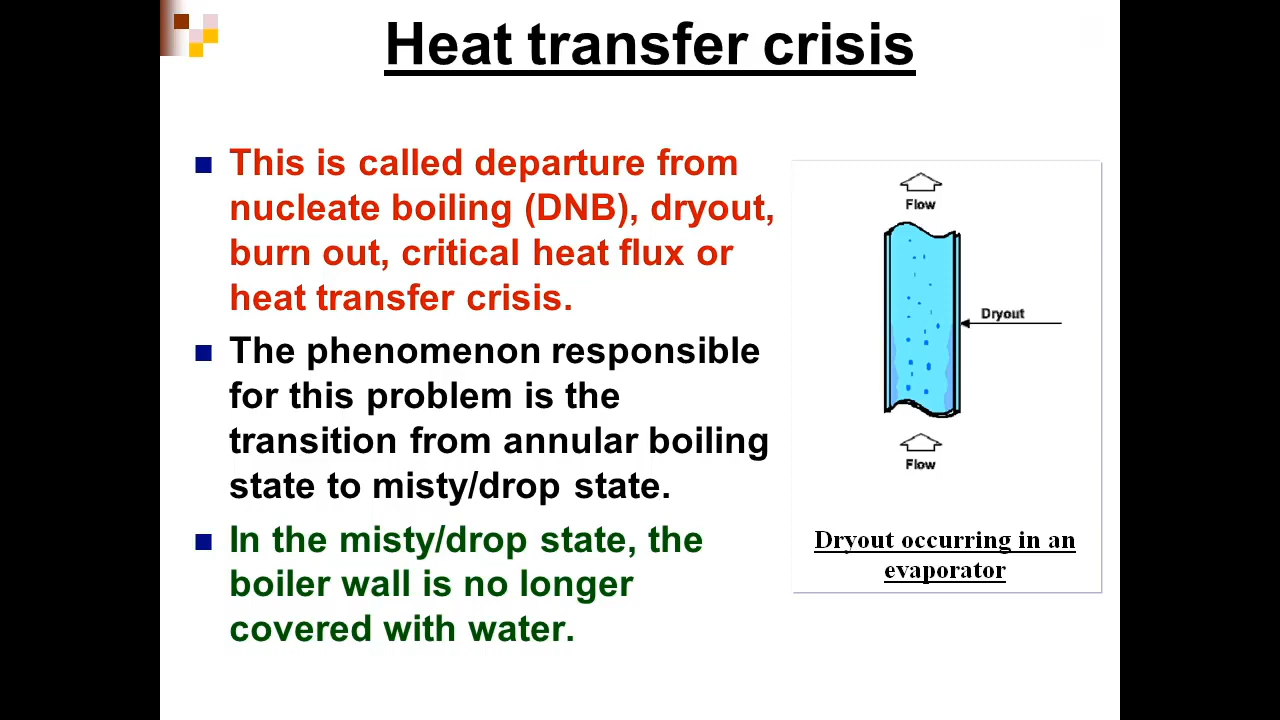 Heat transfer crisis
This is called departure from
nucleate boiling (DNB), dryout,
burn out, critical heat flux or
heat transfer crisis.
The phenomenon responsible
for this problem is the
transition from annular boiling
state to misty/drop state.
In the misty/drop state, the
boiler wall is no longer
covered with water.
Flow
Dryout
Flow
Dryout occurring in an
evaporator